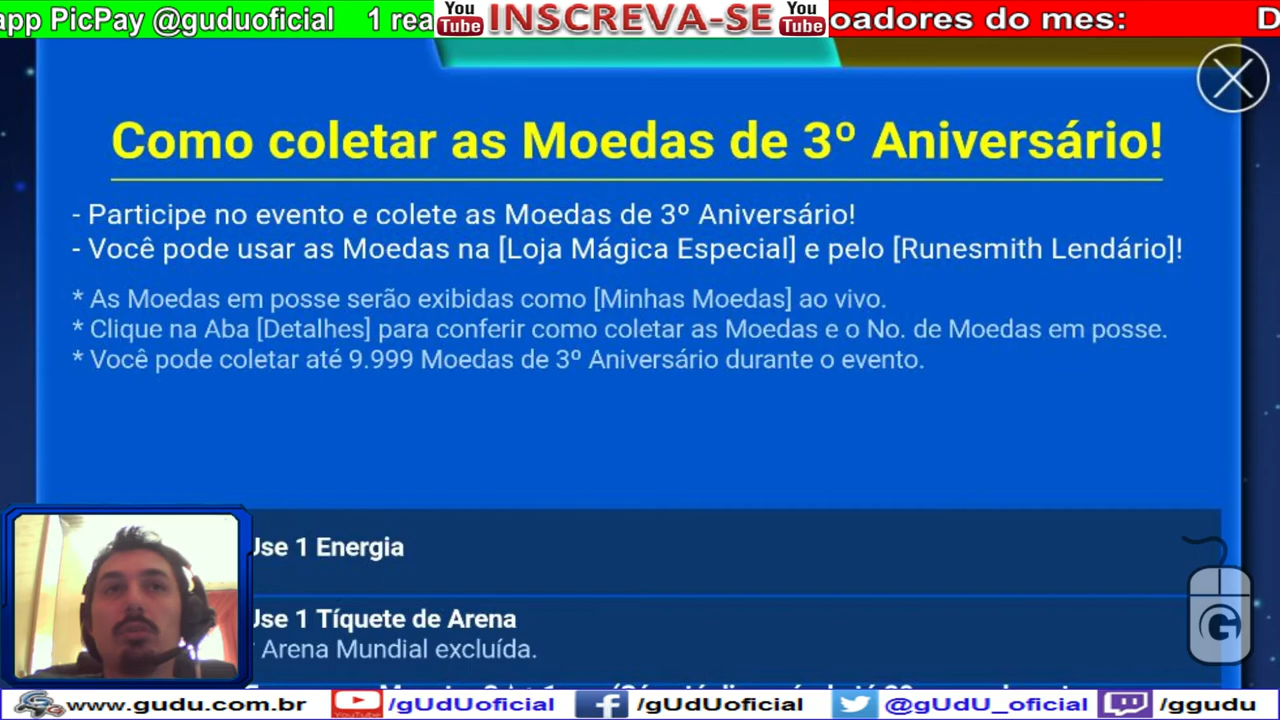 app PicPay @guduoficial 1 rea
You Tube INSCREVA-SE You Tube
oadores do mes: D
Como coletar as Moedas de 3º Aniversário!
- Participe no evento e colete as Moedas de 3º Aniversário!
- Você pode usar as Moedas na [Loja Mágica Especial] e pelo [Runesmith Lendário]!
* As Moedas em posse serão exibidas como [Minhas Moedas] ao vivo.
* Clique na Aba [Detalhes] para conferir como coletar as Moedas e o No. de Moedas em posse.
* Você pode coletar até 9.999 Moedas de 3º Aniversário durante o evento.
Use 1 Energia
Use 1 Tíquete de Arena
* Arena Mundial excluída.
G
www.gudu.com.br YouTube /gUdUoficial f /gUdUoficial @gUdU_oficial /ggudu